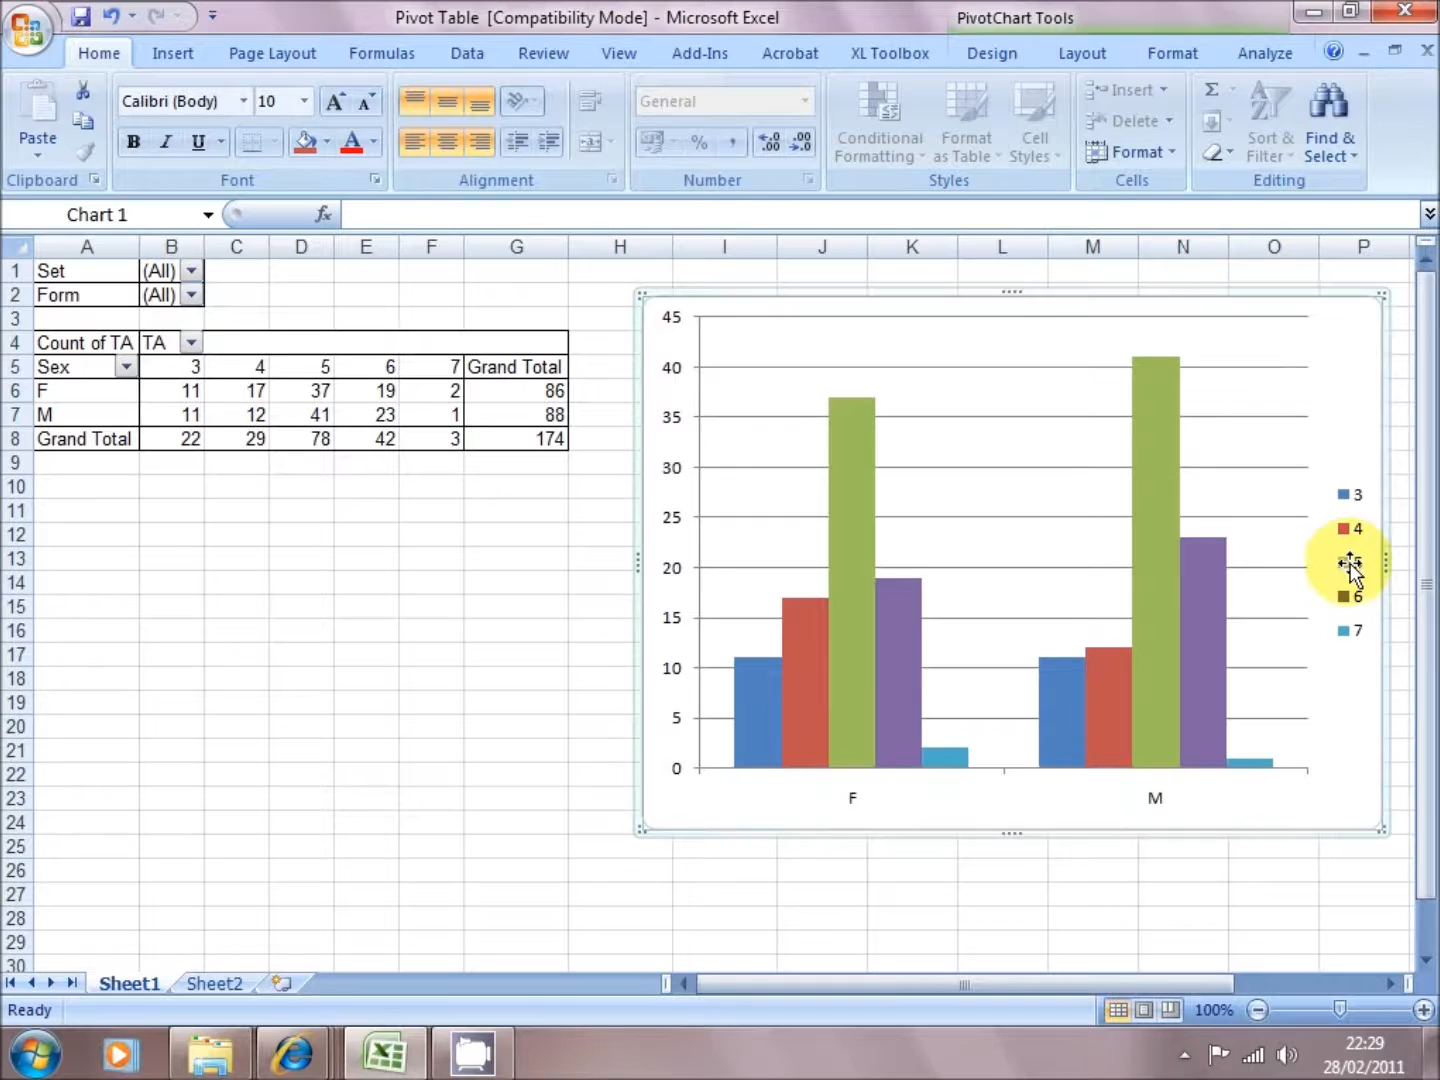 Pivot Table [Compatibility Mode] - Microsoft Excel PivotChart Tools
Home Insert Page Layout Formulas Data Review View Add-Ins Acrobat XL Toolbox Design Layout Format Analyze
Calibri (Body) 10 A A General Σ Insert
Paste B I U A % , .0 .00 .00 .0 Conditional Formatting Format as Table Cell Styles Delete Format Sort & Filter Find & Select
Clipboard Font Alignment Number Styles Cells Editing
Chart 1 fx
A B C D E F G H I J K L M N O P
1 Set (All)
2 Form (All)
3
4 Count of TA TA
5 Sex 3 4 5 6 7 Grand Total
6 F 11 17 37 19 2 86
7 M 11 12 41 23 1 88
8 Grand Total 22 29 78 42 3 174
9
10
11
12
13
14
15
16
17
18
19
20
21
22
23
24
25
26
27
28
29
30
45
40
35
30
25
20
15
10
5
0
F M
3
4
6
7
Sheet1 Sheet2
Ready 100%
22:29
28/02/2011